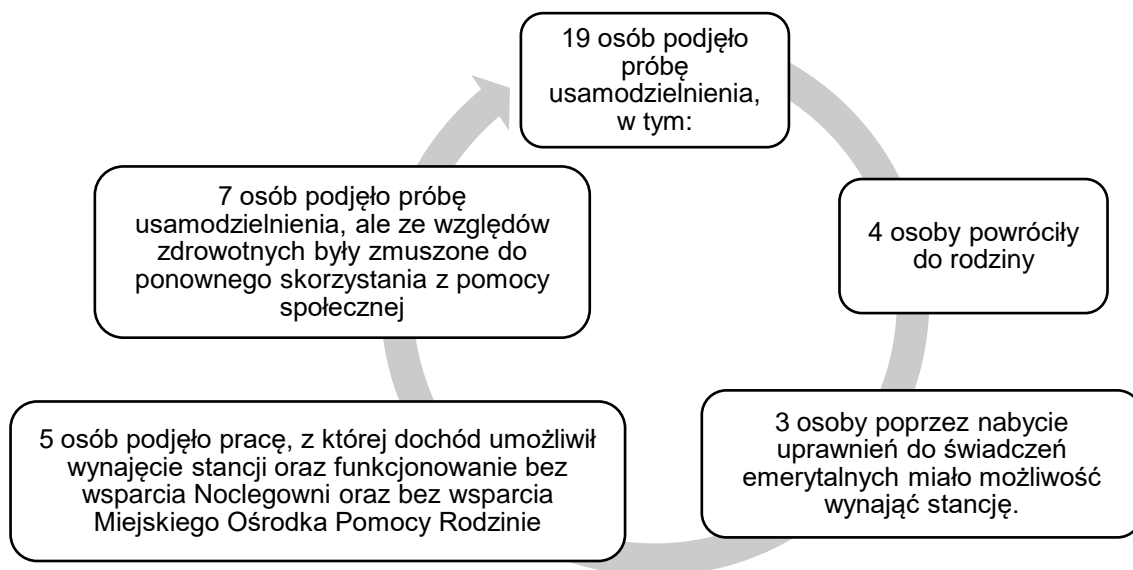 19 osób podjęło
próbę
usamodzielnienia,
w tym:
4 osoby powróciły
do rodziny
3 osoby poprzez nabycie
uprawnień do świadczeń
emerytalnych miało możliwość
wynająć stancję.
5 osób podjęło pracę, z której dochód umożliwił
wynajęcie stancji oraz funkcjonowanie bez
wsparcia Noclegowni oraz bez wsparcia
Miejskiego Ośrodka Pomocy Rodzinie
7 osób podjęło próbę
usamodzielnienia, ale ze względów
zdrowotnych były zmuszone do
ponownego skorzystania z pomocy
społecznej